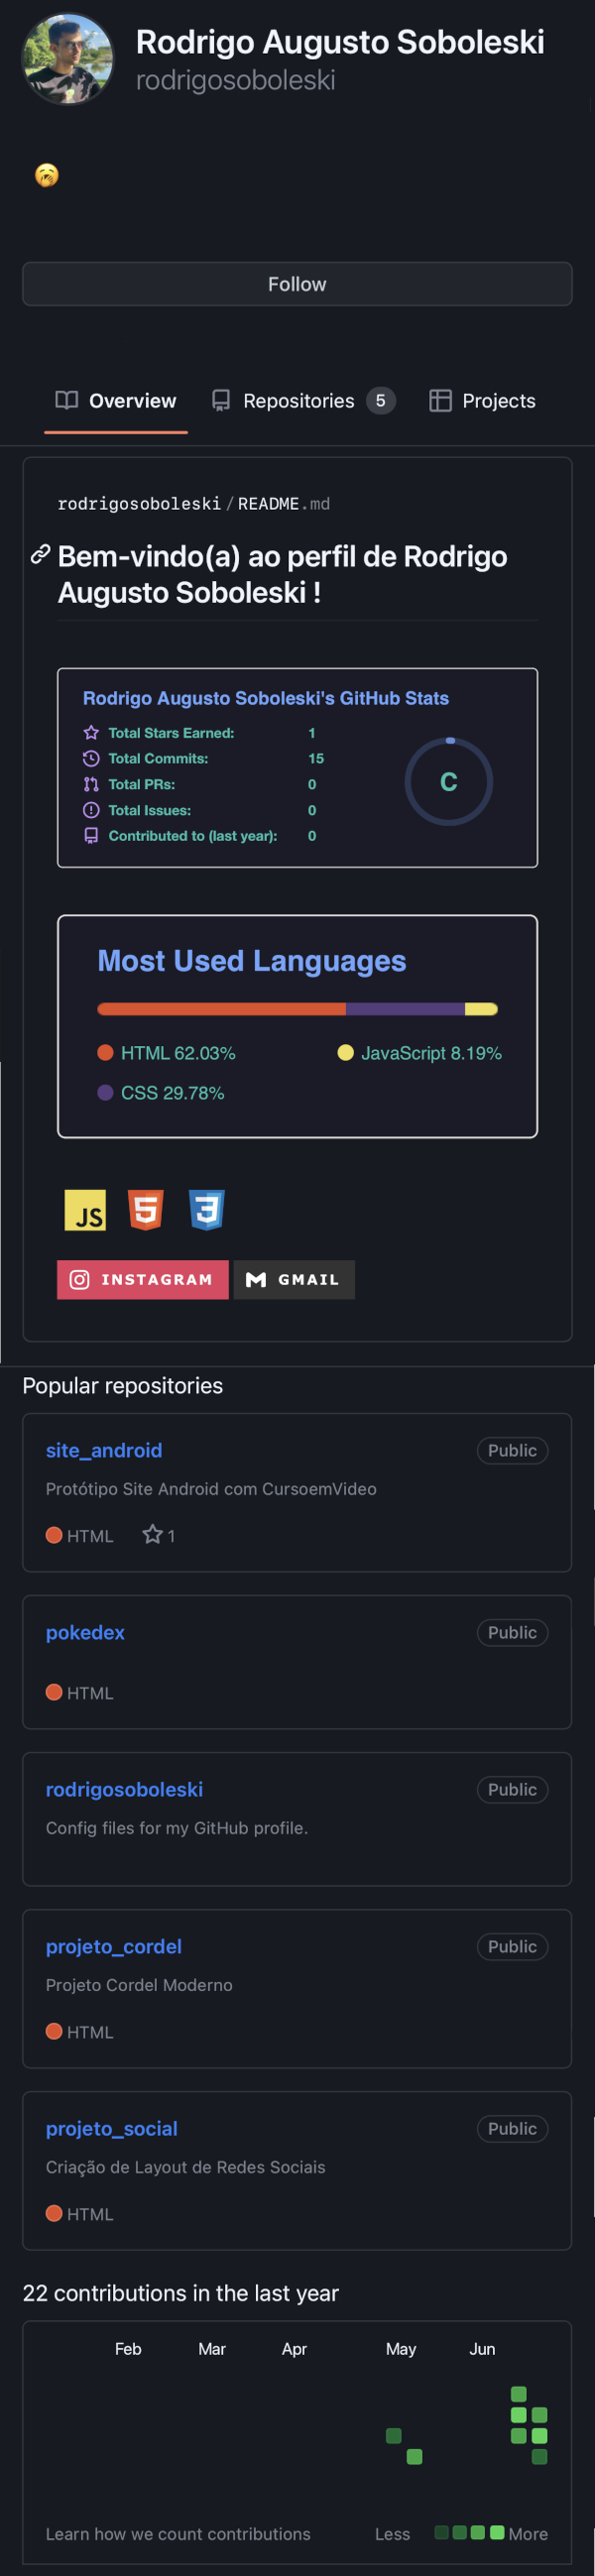 Rodrigo Augusto Soboleski
rodrigosoboleski
Follow
Overview Repositories 5 Projects
rodrigosoboleski/README.md
Bem-vindo(a) ao perfil de Rodrigo
Augusto Soboleski !
Rodrigo Augusto Soboleski's GitHub Stats
Total Stars Earned: 1
Total Commits: 15
Total PRs: 0
Total Issues: 0
Contributed to (last year): 0
C
Most Used Languages
HTML 62.03% JavaScript 8.19%
CSS 29.78%
JS 5 3
INSTAGRAM GMAIL
Popular repositories
site_android Public
Protótipo Site Android com CursoemVideo
HTML 1
pokedex Public
HTML
rodrigosoboleski Public
Config files for my GitHub profile.
projeto_cordel Public
Projeto Cordel Moderno
HTML
projeto_social Public
Criação de Layout de Redes Sociais
HTML
22 contributions in the last year
Feb Mar Apr May Jun
Learn how we count contributions Less More